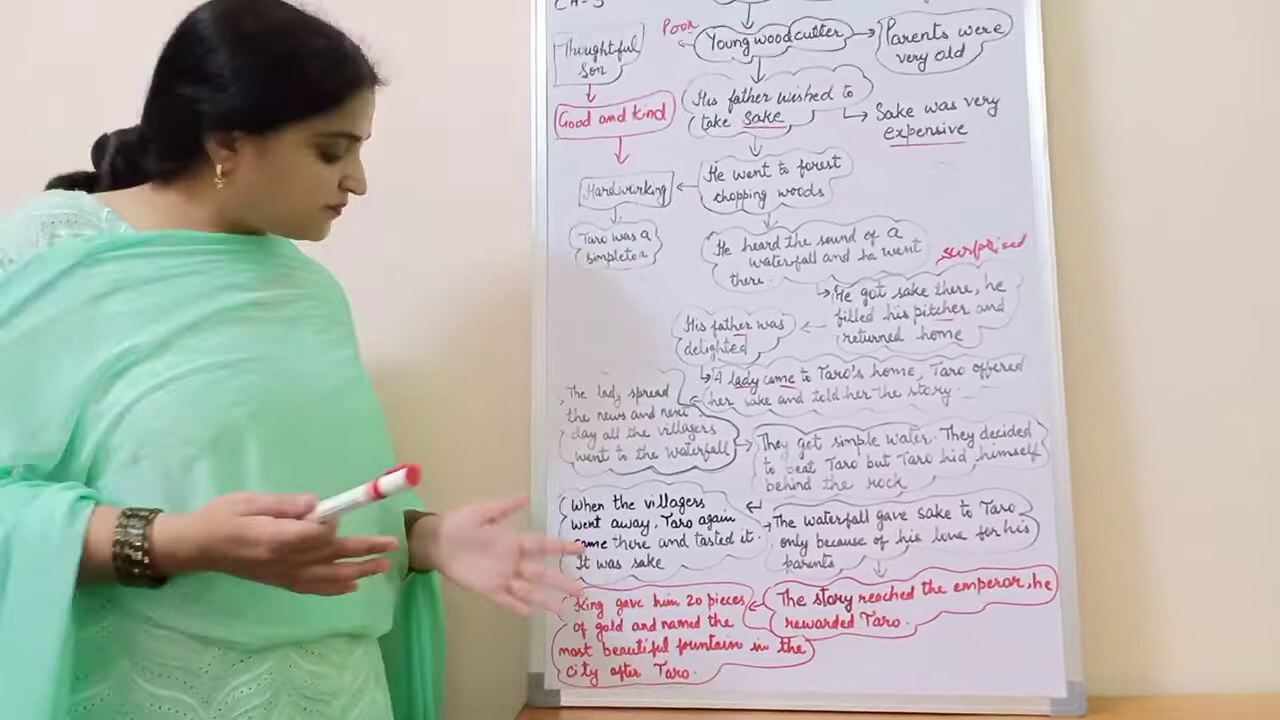 CH-3
Thoughtful
son
Good and kind
Hardworking
Taro was a
simpleton
Poor
Young woodcutter
Parents were
very old
His father wished to
take sake
Sake was very
expensive
He went to forest
chopping woods
He heard the sound of a
waterfall and he went
there.
surprised
He got sake there, he
filled his pitcher and
returned home
His father was
delighted
A lady came to Taro's home, Taro offered
her sake and told her the story
The lady spread
the news and next
day all the villagers
went to the waterfall
They got simple water. They decided
to beat Taro but Taro hid himself
behind the rock
When the villagers
went away, Taro again
came there and tasted it.
It was sake
The waterfall gave sake to Taro
only because of his love for his
parents
The story reached the emperor, he
rewarded Taro.
King gave him 20 pieces
of gold and named the
most beautiful fountain in the
city after Taro.